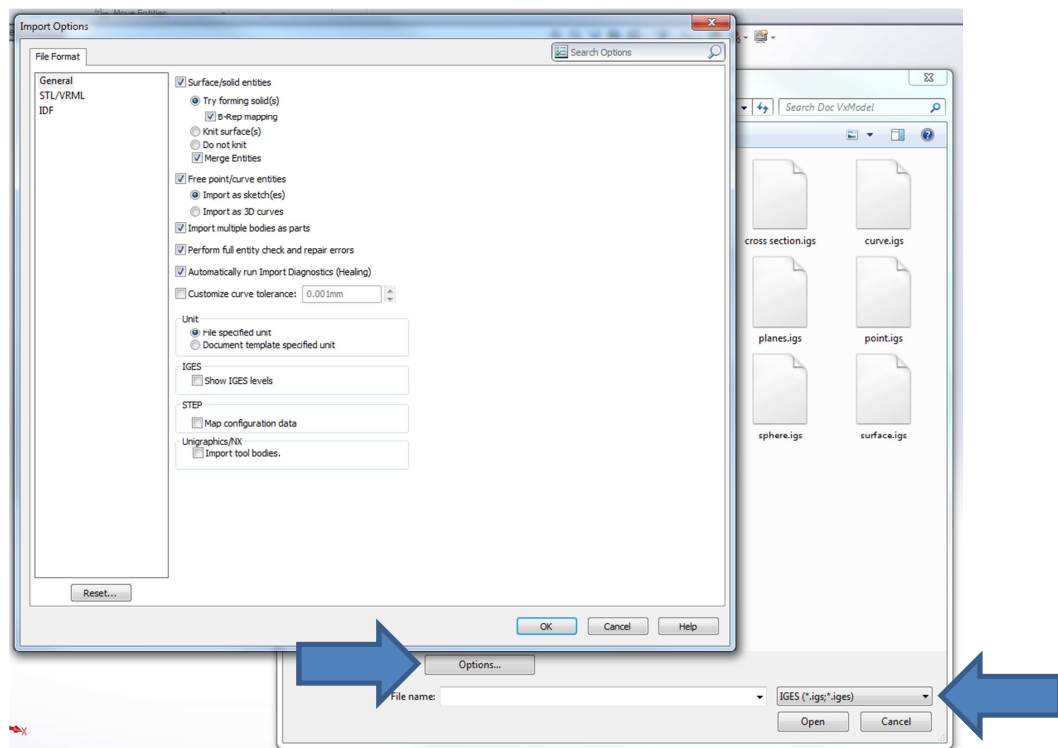 Move Entities
Import Options
File Format
Search Options
General
STL/VRML
IDF
Surface/solid entities
Try forming solid(s)
B-Rep mapping
Knit surface(s)
Do not knit
Merge Entities
Free point/curve entities
Import as sketch(es)
Import as 3D curves
Import multiple bodies as parts
Perform full entity check and repair errors
Automatically run Import Diagnostics (Healing)
Customize curve tolerance: 0.001mm
Unit
File specified unit
Document template specified unit
IGES
Show IGES levels
STEP
Map configuration data
Unigraphics/NX
Import tool bodies.
Reset...
OK Cancel Help
Search Doc VxModel
cross section.igs curve.igs
planes.igs point.igs
sphere.igs surface.igs
Options...
File name: IGES (*.igs;*.iges)
Open Cancel
X